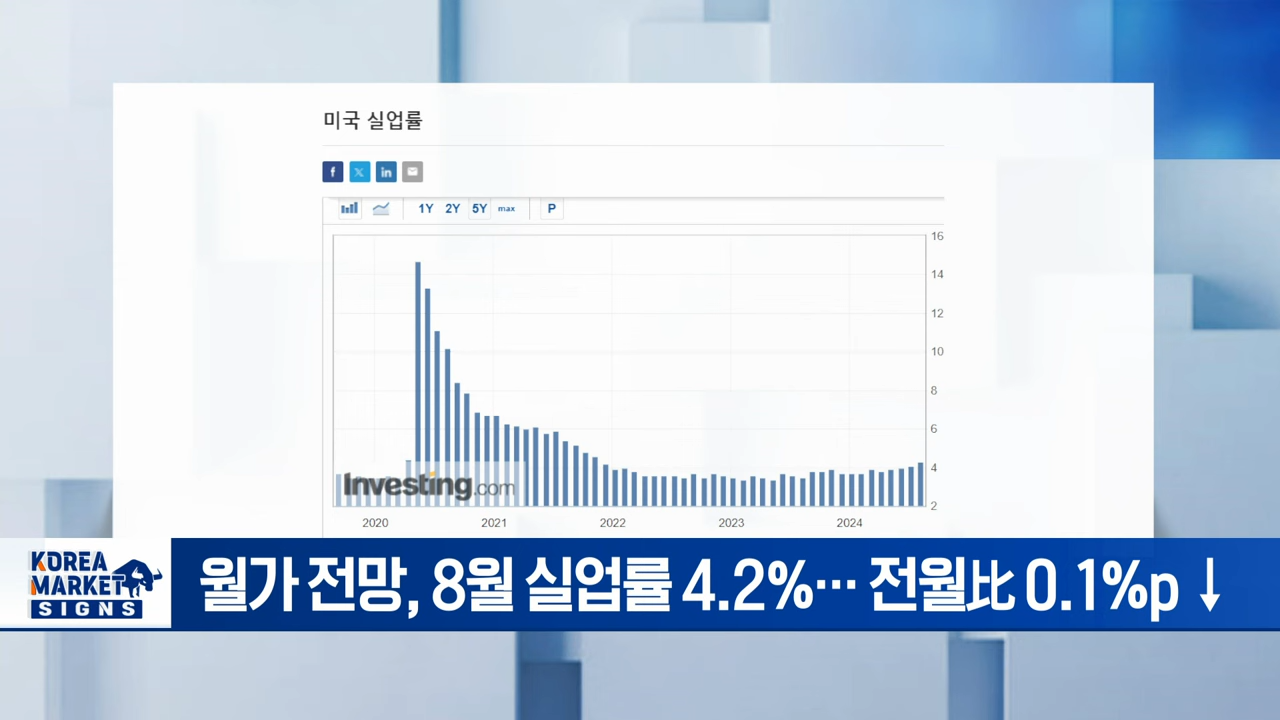 미국 실업률
f X in
1Y 2Y 5Y max P
16
14
12
10
8
6
4
2
Investing.com
2020 2021 2022 2023 2024
KOREA
MARKET
SIGNS
월가 전망, 8월 실업률 4.2%… 전월比 0.1%p ↓